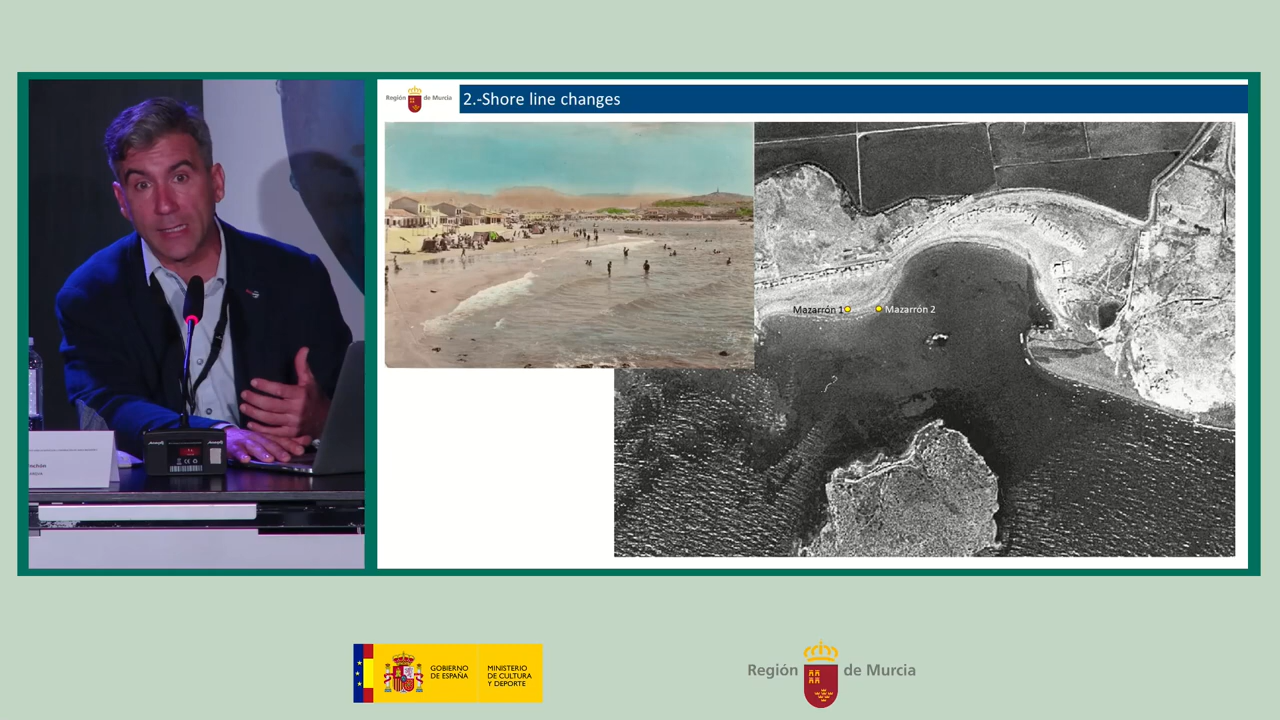 Región de Murcia
2.-Shore line changes
Mazarrón 1
Mazarrón 2
GOBIERNO
DE ESPAÑA
MINISTERIO
DE CULTURA
Y DEPORTE
Región de Murcia